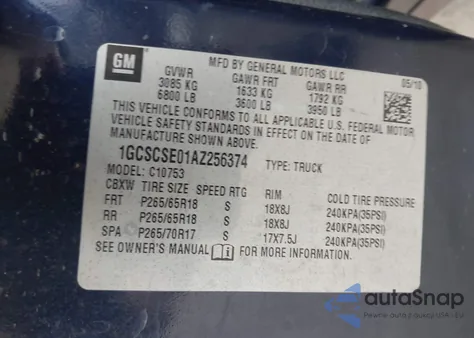 GM
MFD BY GENERAL MOTORS LLC
05/10
GVWR GAWR FRT GAWR RR
3085 KG 1633 KG 1792 KG
6800 LB 3600 LB 3950 LB
THIS VEHICLE CONFORMS TO ALL APPLICABLE U.S. FEDERAL MOTOR
VEHICLE SAFETY STANDARDS IN EFFECT ON THE DATE OF
MANUFACTURE SHOWN ABOVE.
1GCSCSE01AZ256374 TYPE: TRUCK
MODEL: C10753
CBXW TIRE SIZE SPEED RTG RIM COLD TIRE PRESSURE
FRT P265/65R18 S 18X8J 240KPA(35PSI)
RR P265/65R18 S 18X8J 240KPA(35PSI)
SPA P265/70R17 S 17X7.5J 240KPA(35PSI)
SEE OWNER'S MANUAL FOR MORE INFORMATION.
autoSnap